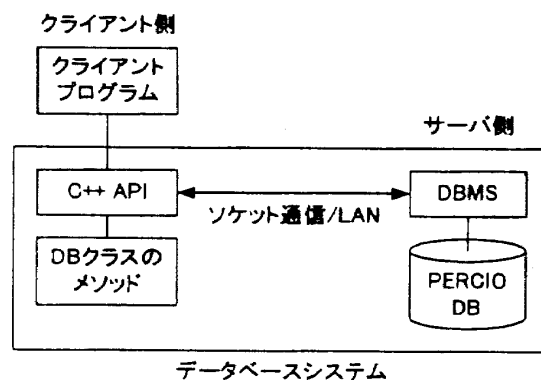 クライアント側
クライアント
プログラム
サーバ側
C++ API
DBMS
ソケット通信/LAN
DBクラスの
メソッド
PERCIO
DB
データベースシステム